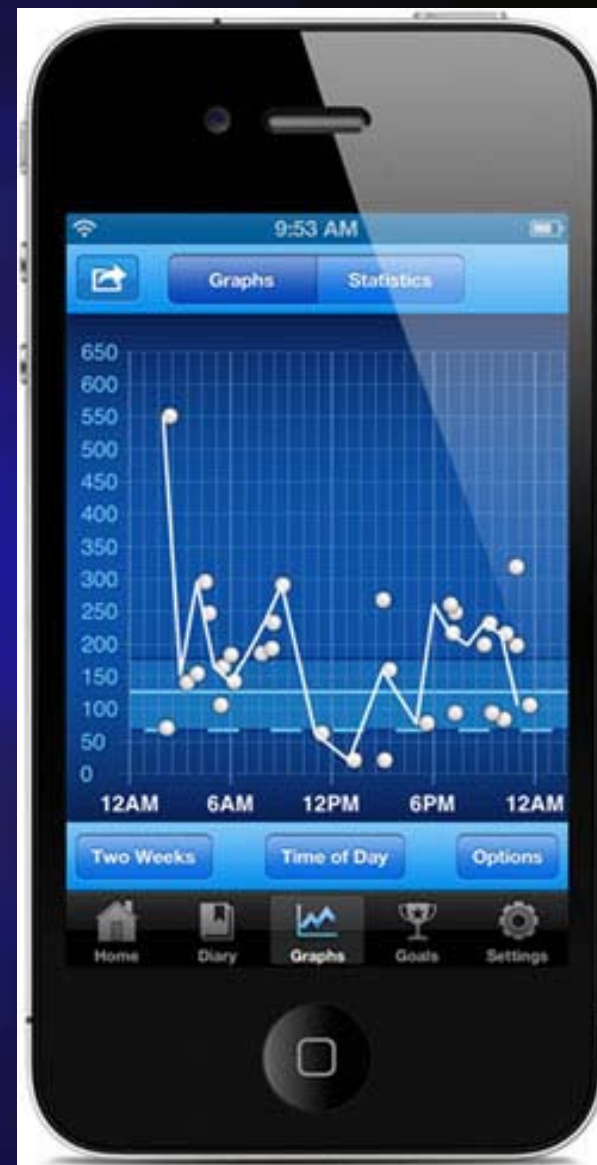 9:53 AM
Graphs Statistics
650
600
550
500
450
400
350
300
250
200
150
100
50
0
12AM 6AM 12PM 6PM 12AM
Two Weeks Time of Day Options
Home Diary Graphs Goals Settings